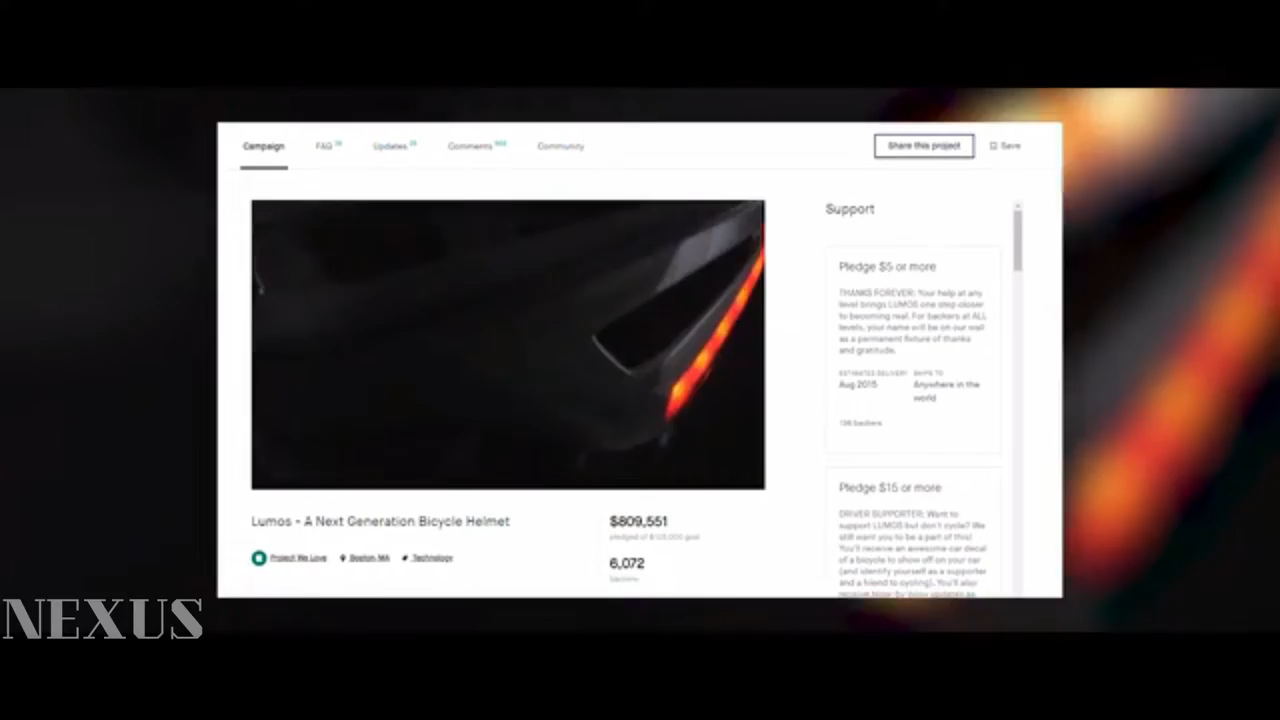 Campaign FAQ Updates Comments Community Share this project Save
Support
Pledge $5 or more
THANKS FOREVER: Your help at any
level brings LUMOS one step closer
to becoming real. For backers at ALL
levels, your name will be on our wall
as a permanent fixture of thanks
and gratitude.
ESTIMATED DELIVERY SHIPS TO
Aug 2015 Anywhere in the
world
backers
Pledge $15 or more
DRIVER SUPPORTER: Want to
support LUMOS but don't cycle? We
still want you to be a part of this!
You'll receive an awesome car decal
of a bicycle to show off on your car
(and identify yourself as a supporter
and a friend to cycling). You'll also
Lumos - A Next Generation Bicycle Helmet
$809,551
pledged of goal
Project We Love Boston, MA Technology
6,072
backers
NEXUS